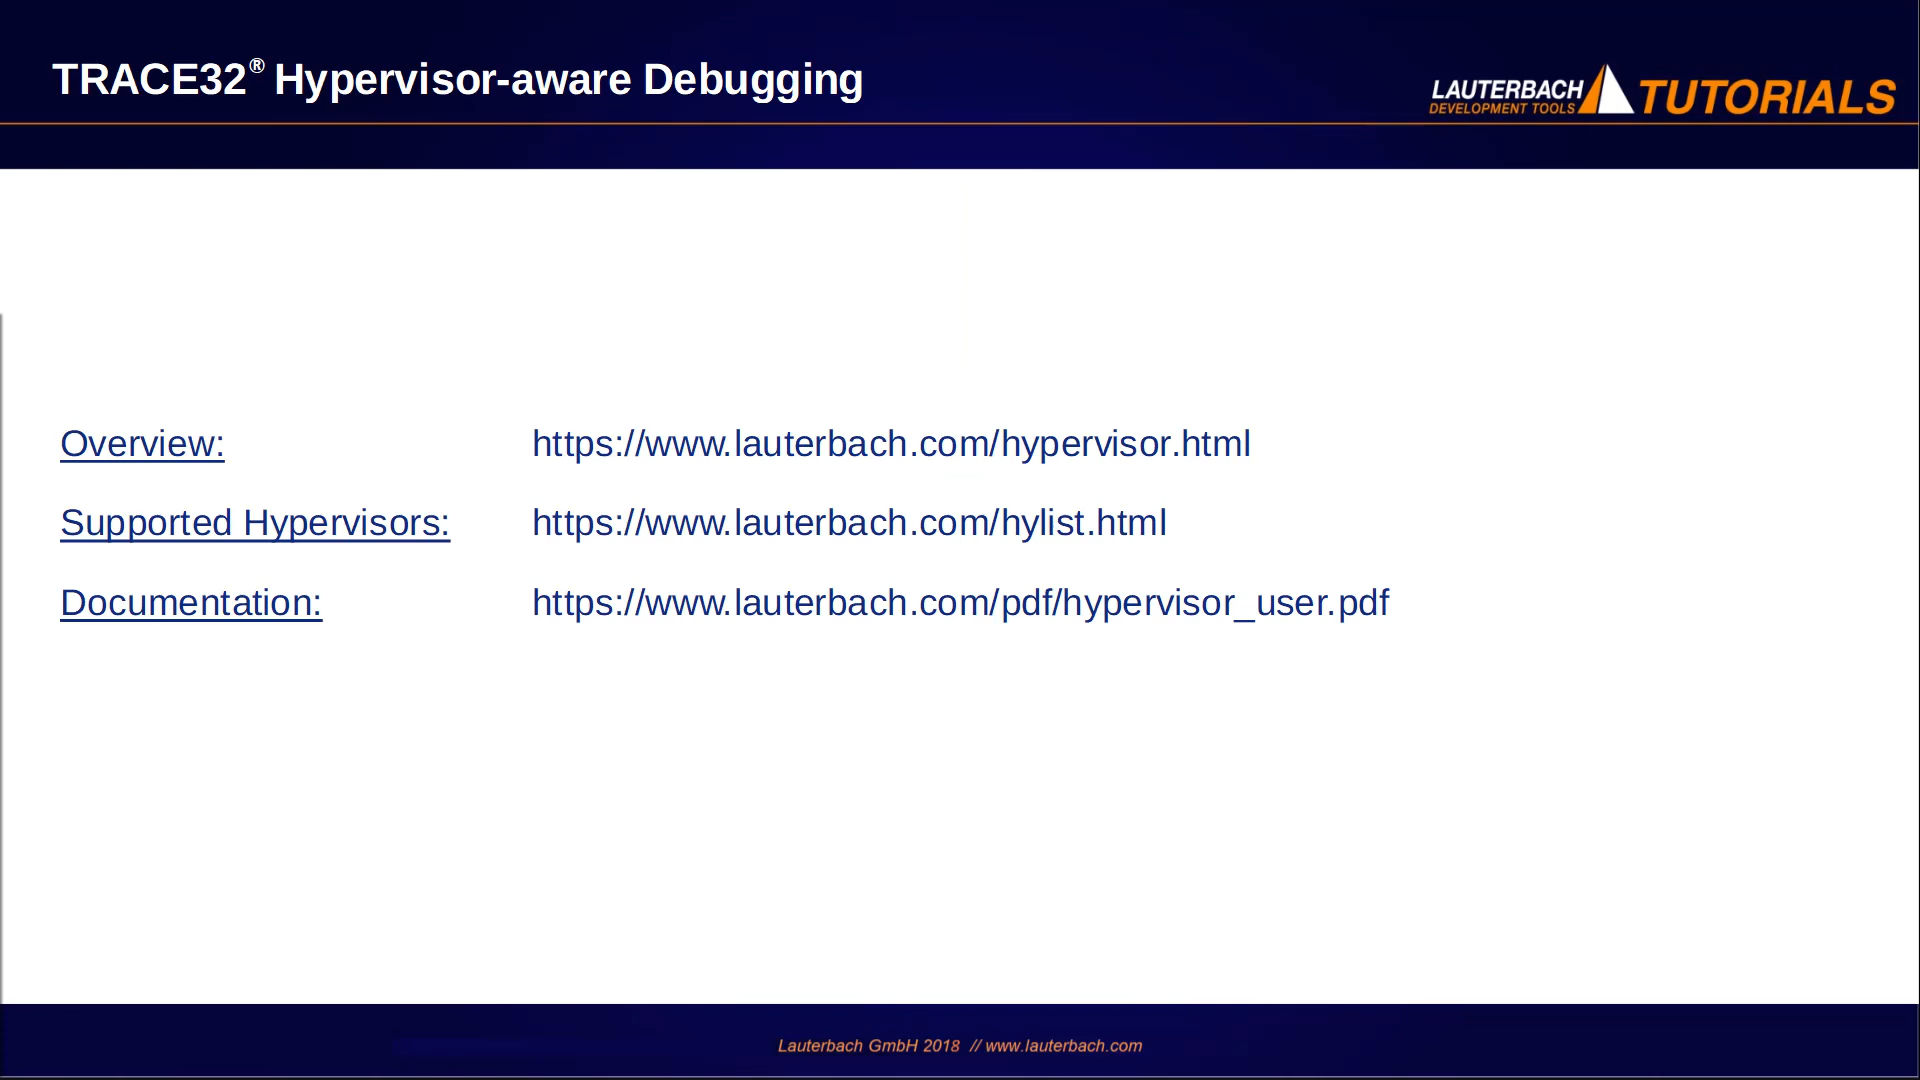 TRACE32® Hypervisor-aware Debugging
LAUTERBACH
DEVELOPMENT TOOLS
TUTORIALS
Overview: https://www.lauterbach.com/hypervisor.html
Supported Hypervisors: https://www.lauterbach.com/hylist.html
Documentation: https://www.lauterbach.com/pdf/hypervisor_user.pdf
Lauterbach GmbH 2018 // www.lauterbach.com